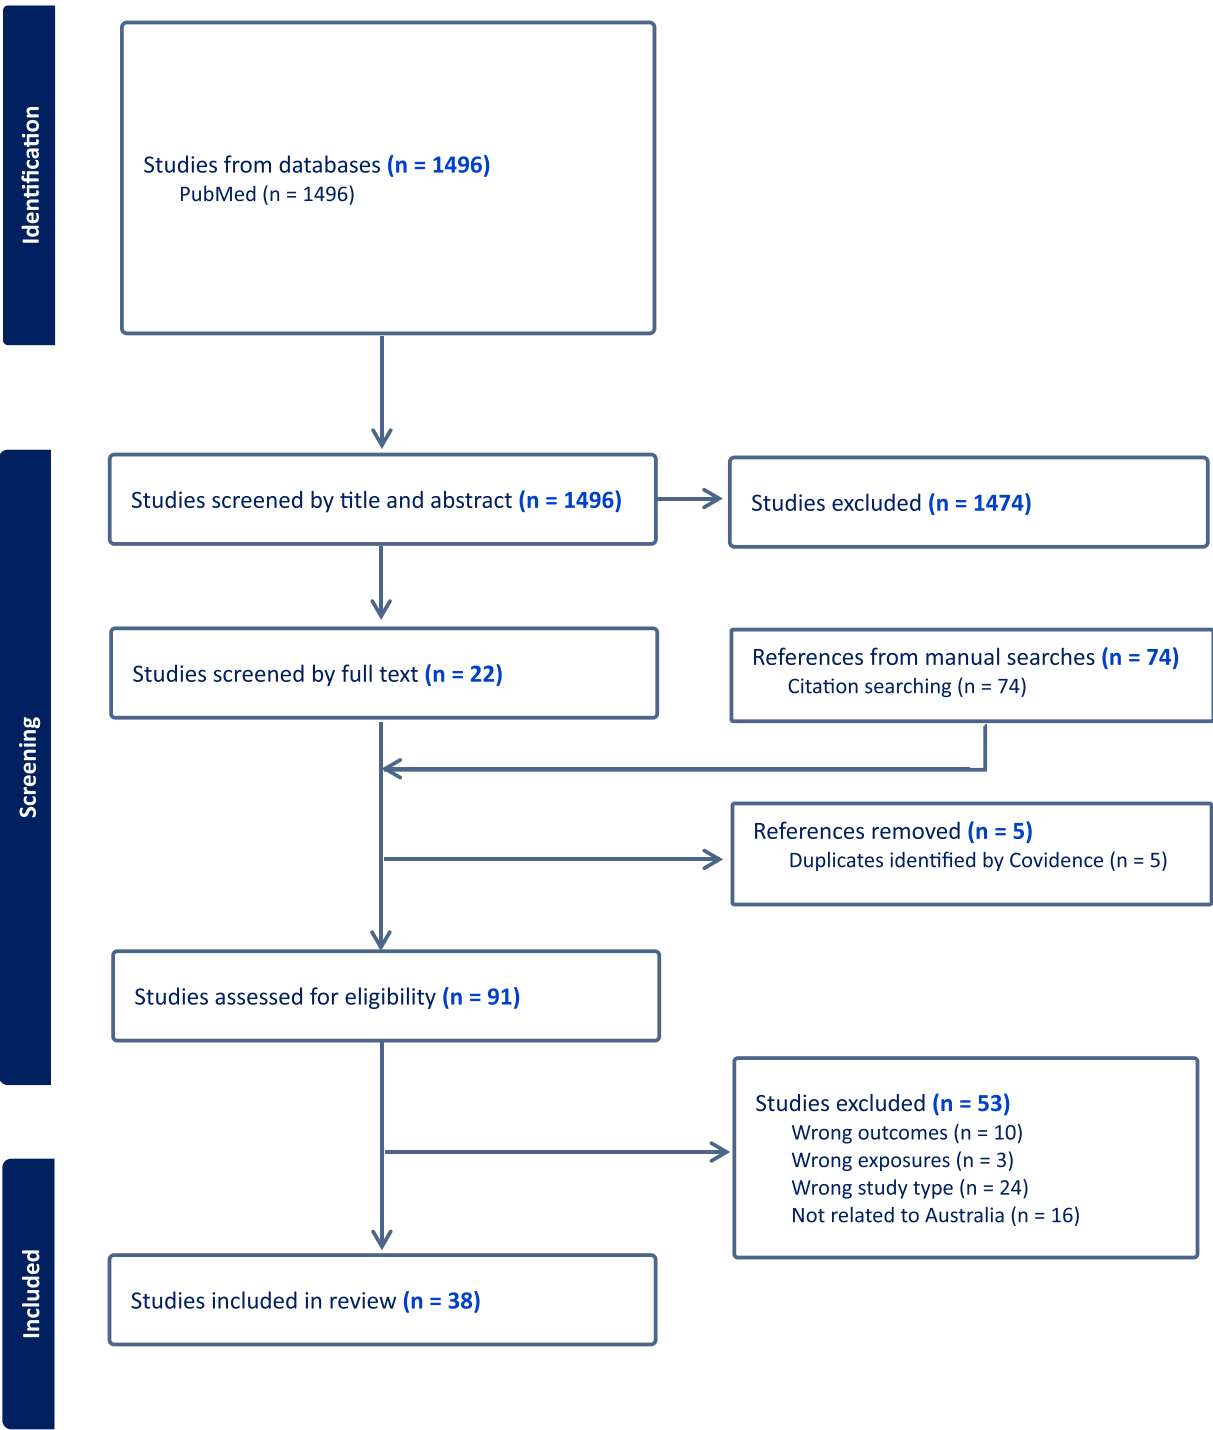 Identification
Studies from databases (n = 1496)
PubMed (n = 1496)
Screening
Studies screened by title and abstract (n = 1496)
Studies excluded (n = 1474)
Studies screened by full text (n = 22)
References from manual searches (n = 74)
Citation searching (n = 74)
References removed (n = 5)
Duplicates identified by Covidence (n = 5)
Studies assessed for eligibility (n = 91)
Studies excluded (n = 53)
Wrong outcomes (n = 10)
Wrong exposures (n = 3)
Wrong study type (n = 24)
Not related to Australia (n = 16)
Included
Studies included in review (n = 38)